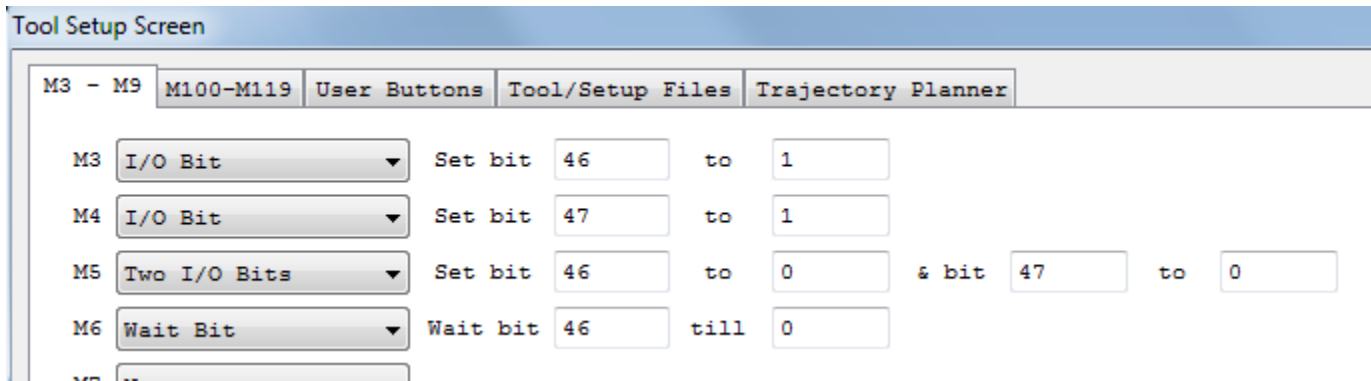 Tool Setup Screen
M3 - M9 M100-M119 User Buttons Tool/Setup Files Trajectory Planner
M3 I/O Bit Set bit 46 to 1
M4 I/O Bit Set bit 47 to 1
M5 Two I/O Bits Set bit 46 to 0 & bit 47 to 0
M6 Wait Bit Wait bit 46 till 0